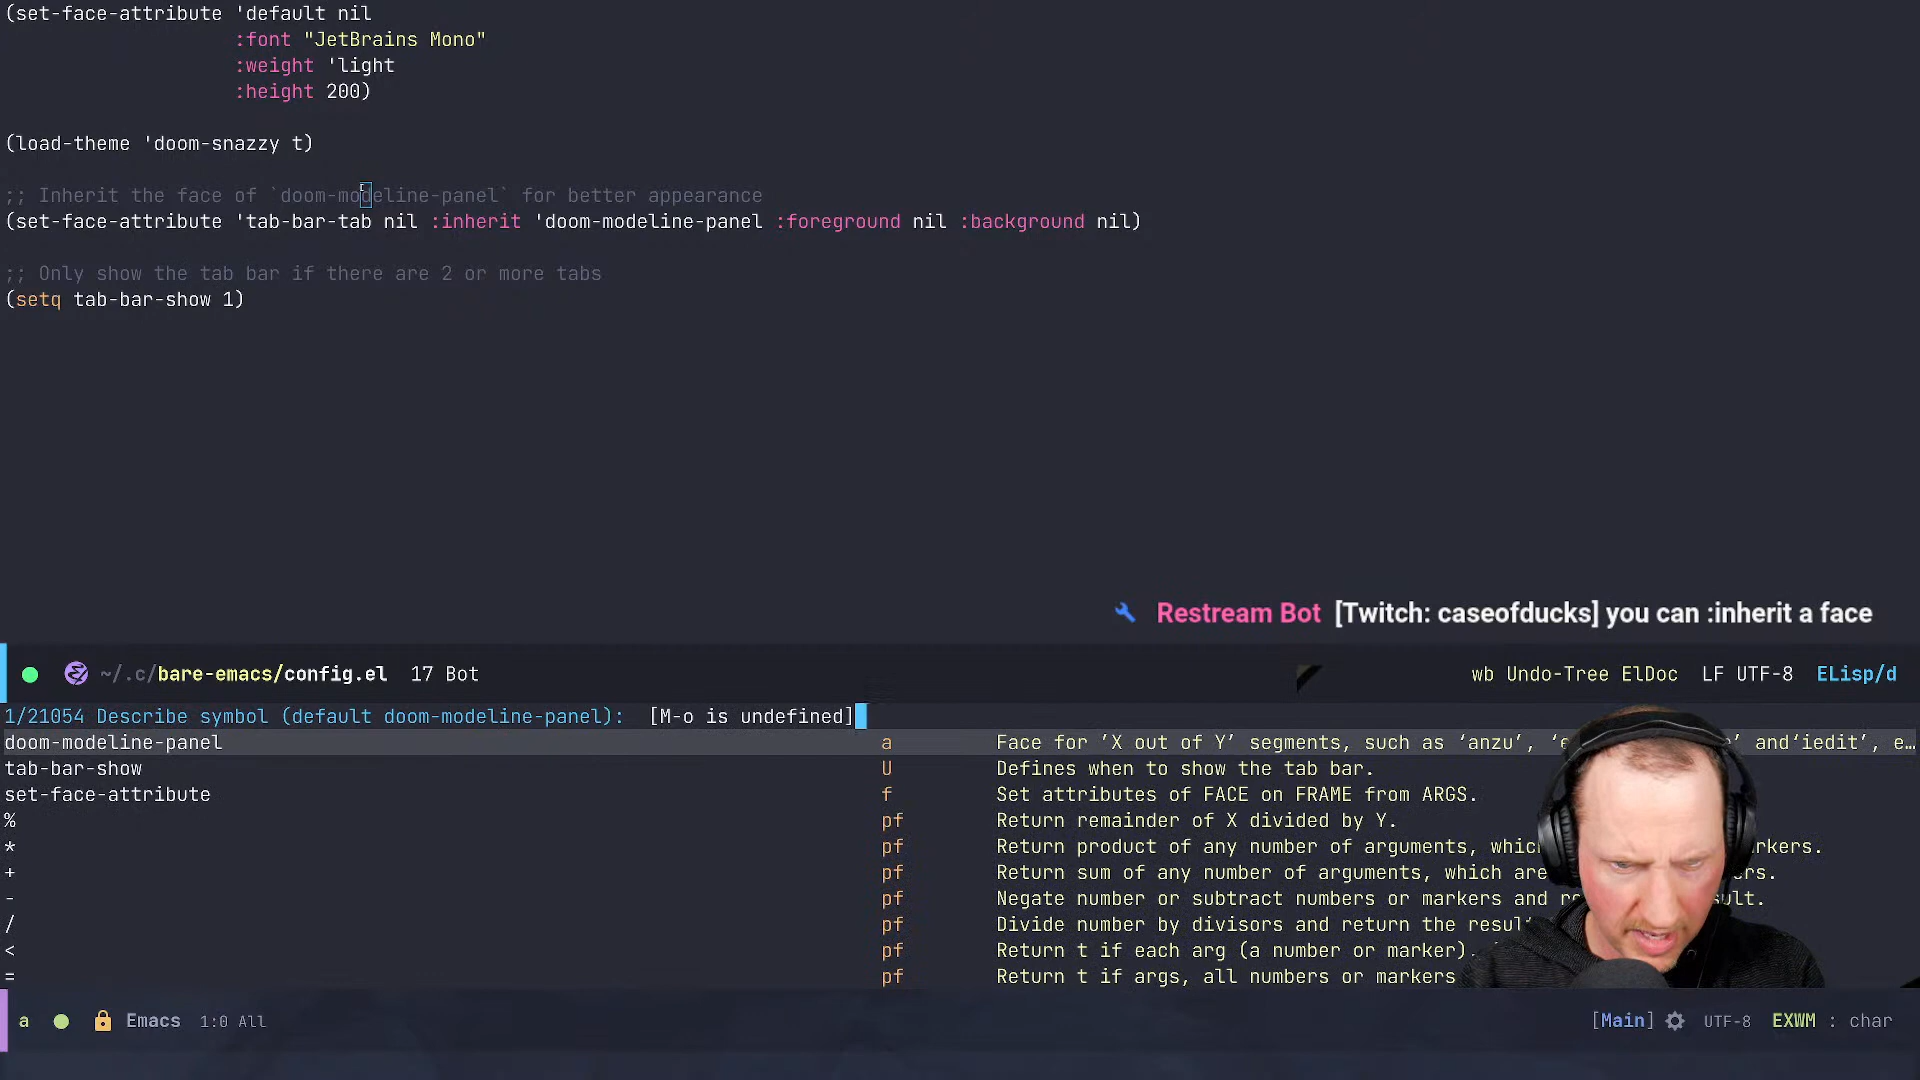 (set-face-attribute 'default nil
:font "JetBrains Mono"
:weight 'light
:height 200)
(load-theme 'doom-snazzy t)
;; Inherit the face of `doom-modeline-panel` for better appearance
(set-face-attribute 'tab-bar-tab nil :inherit 'doom-modeline-panel :foreground nil :background nil)
;; Only show the tab bar if there are 2 or more tabs
(setq tab-bar-show 1)
Restream Bot [Twitch: caseofducks] you can :inherit a face
~/.c/bare-emacs/config.el 17 Bot wb Undo-Tree ElDoc LF UTF-8 ELisp/d
1/21054 Describe symbol (default doom-modeline-panel): [M-o is undefined]
doom-modeline-panel a Face for ’X out of Y’ segments, such as ‘anzu’, ‘e ’ and‘iedit’, e…
tab-bar-show U Defines when to show the tab bar.
set-face-attribute f Set attributes of FACE on FRAME from ARGS.
% pf Return remainder of X divided by Y.
* pf Return product of any number of arguments, which rkers.
+ pf Return sum of any number of arguments, which are rs.
- pf Negate number or subtract numbers or markers and re sult.
/ pf Divide number by divisors and return the result
< pf Return t if each arg (a number or marker)
= pf Return t if args, all numbers or markers
a Emacs 1:0 All [Main] UTF-8 EXWM : char